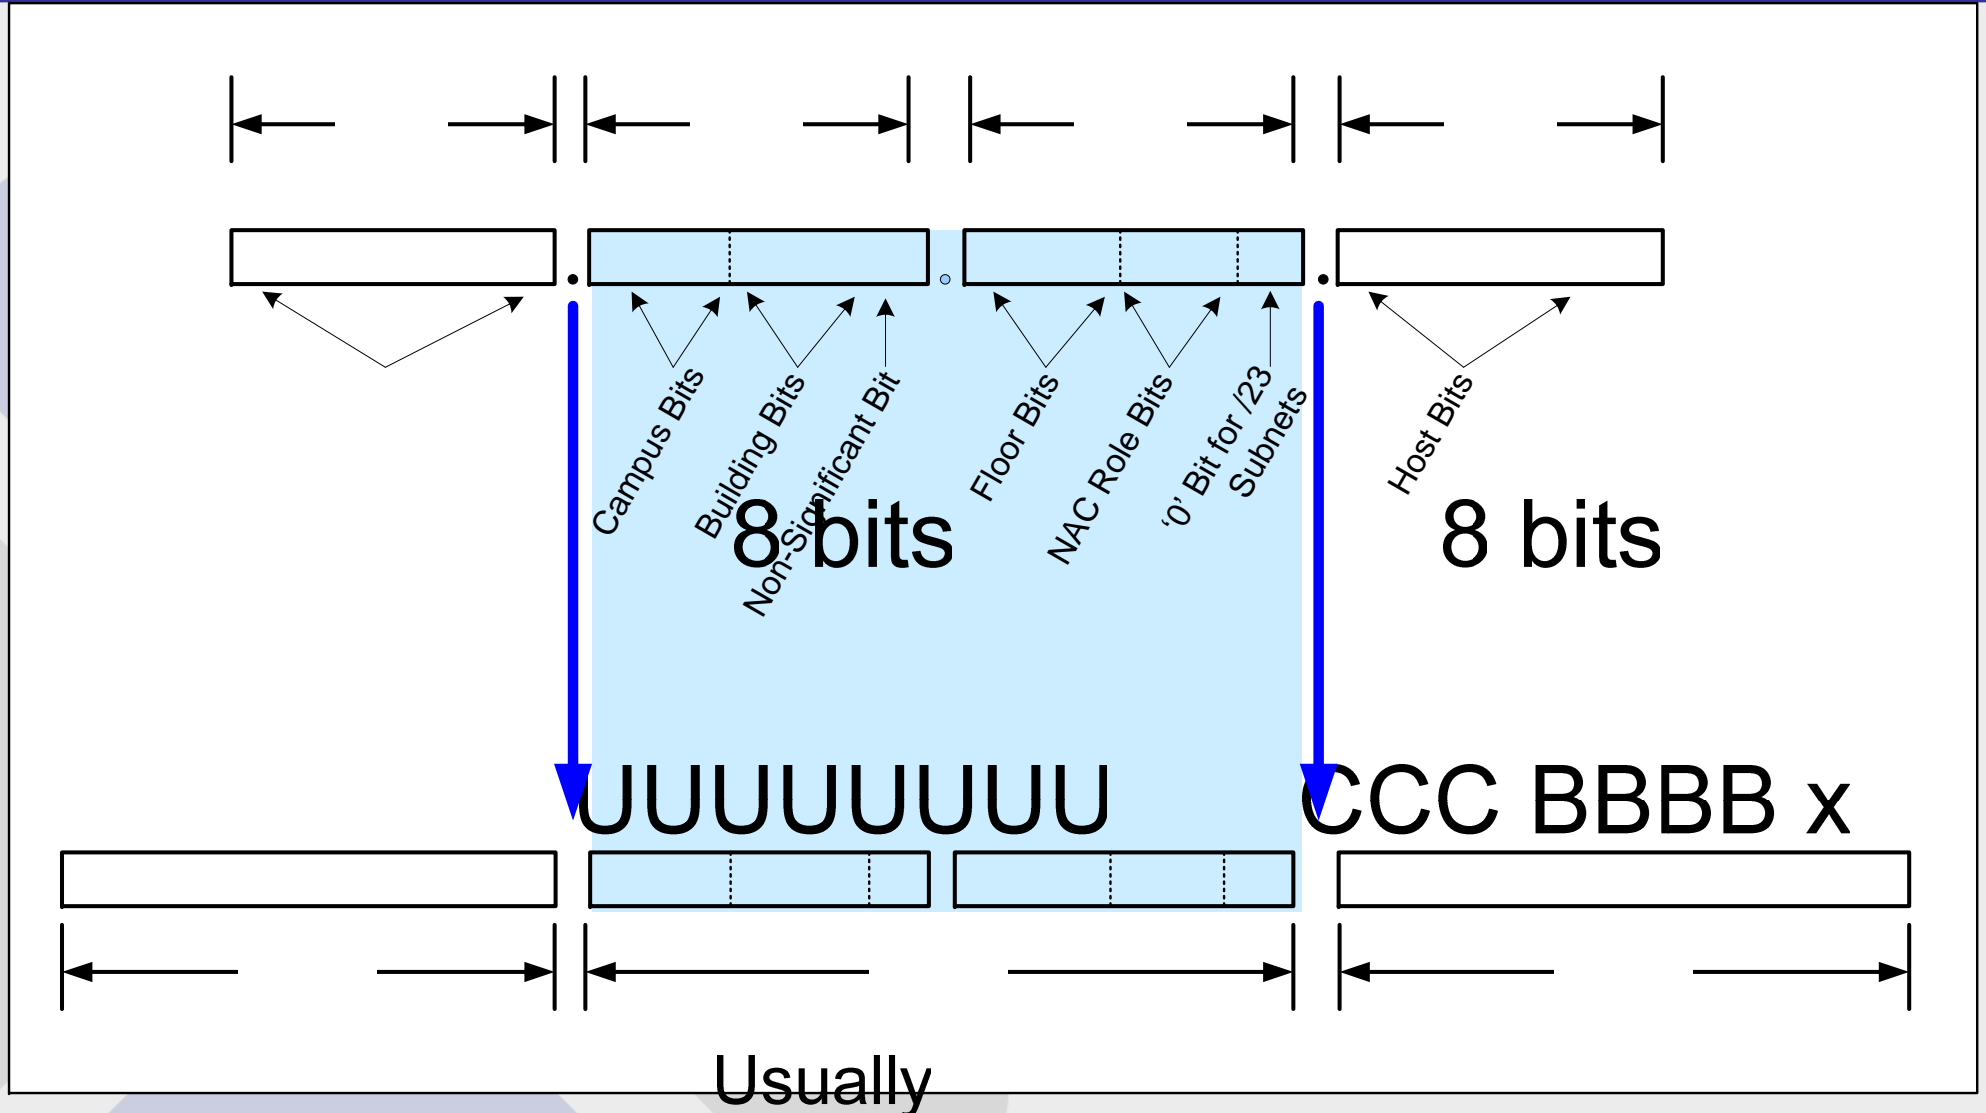 Campus Bits
Building Bits
Non-Significant Bit
Floor Bits
NAC Role Bits
‘0’ Bit for /23
Subnets
Host Bits
8 bits
8 bits
UUUUUUUU
CCC BBBB x
Usually